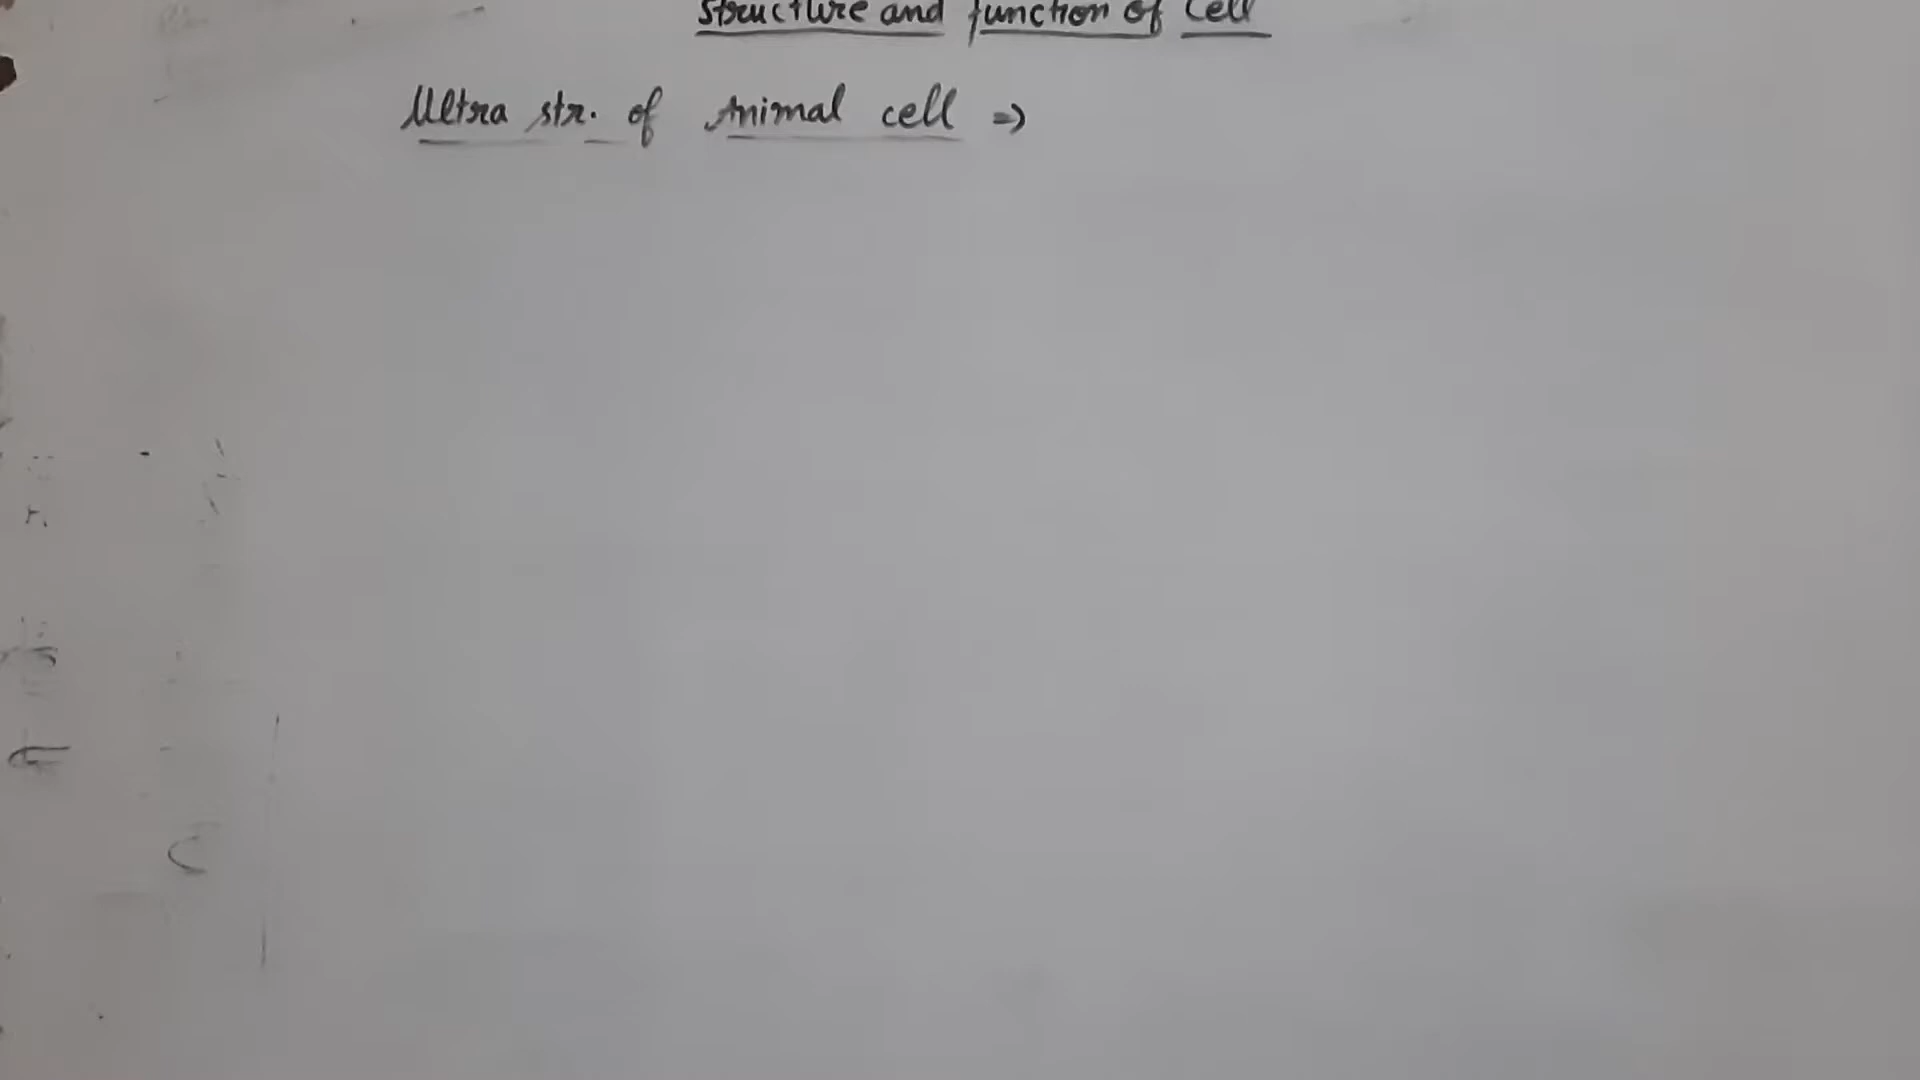 Structure and function of Cell
Ultra str. of Animal cell ⇒